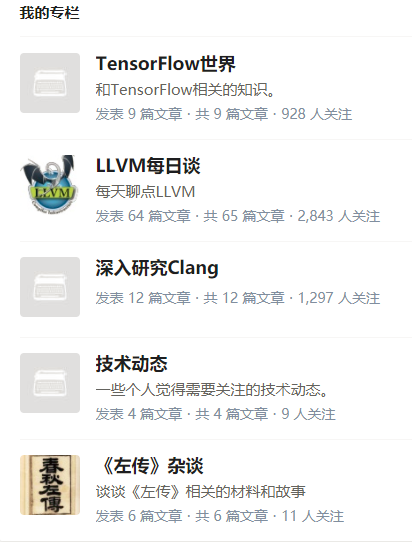 我的专栏
TensorFlow世界
和TensorFlow相关的知识。
发表 9 篇文章 · 共 9 篇文章 · 928 人关注
LLVM
LLVM每日谈
每天聊点LLVM
发表 64 篇文章 · 共 65 篇文章 · 2,843 人关注
深入研究Clang
发表 12 篇文章 · 共 12 篇文章 · 1,297 人关注
技术动态
一些个人觉得需要关注的技术动态。
发表 4 篇文章 · 共 4 篇文章 · 9 人关注
春秋左傳
《左传》杂谈
谈谈《左传》相关的材料和故事
发表 6 篇文章 · 共 6 篇文章 · 11 人关注